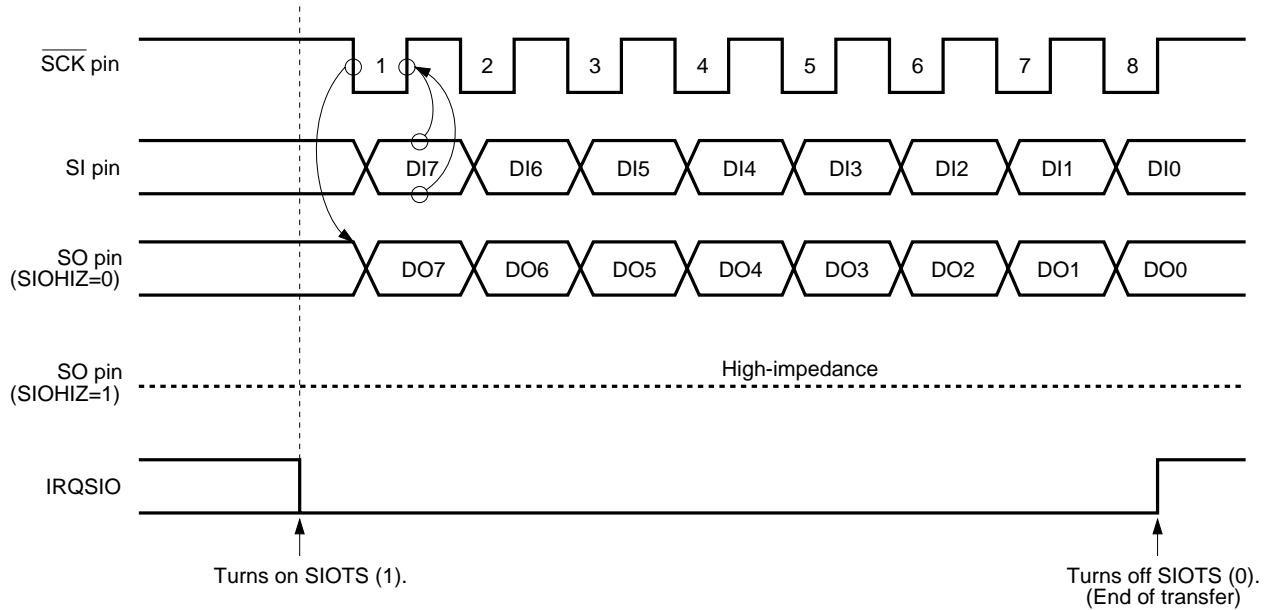 SCK pin
1 2 3 4 5 6 7 8
SI pin
DI7 DI6 DI5 DI4 DI3 DI2 DI1 DI0
SO pin
(SIOHIZ=0)
DO7 DO6 DO5 DO4 DO3 DO2 DO1 DO0
SO pin
(SIOHIZ=1)
High-impedance
IRQSIO
Turns on SIOTS (1).
Turns off SIOTS (0).
(End of transfer)